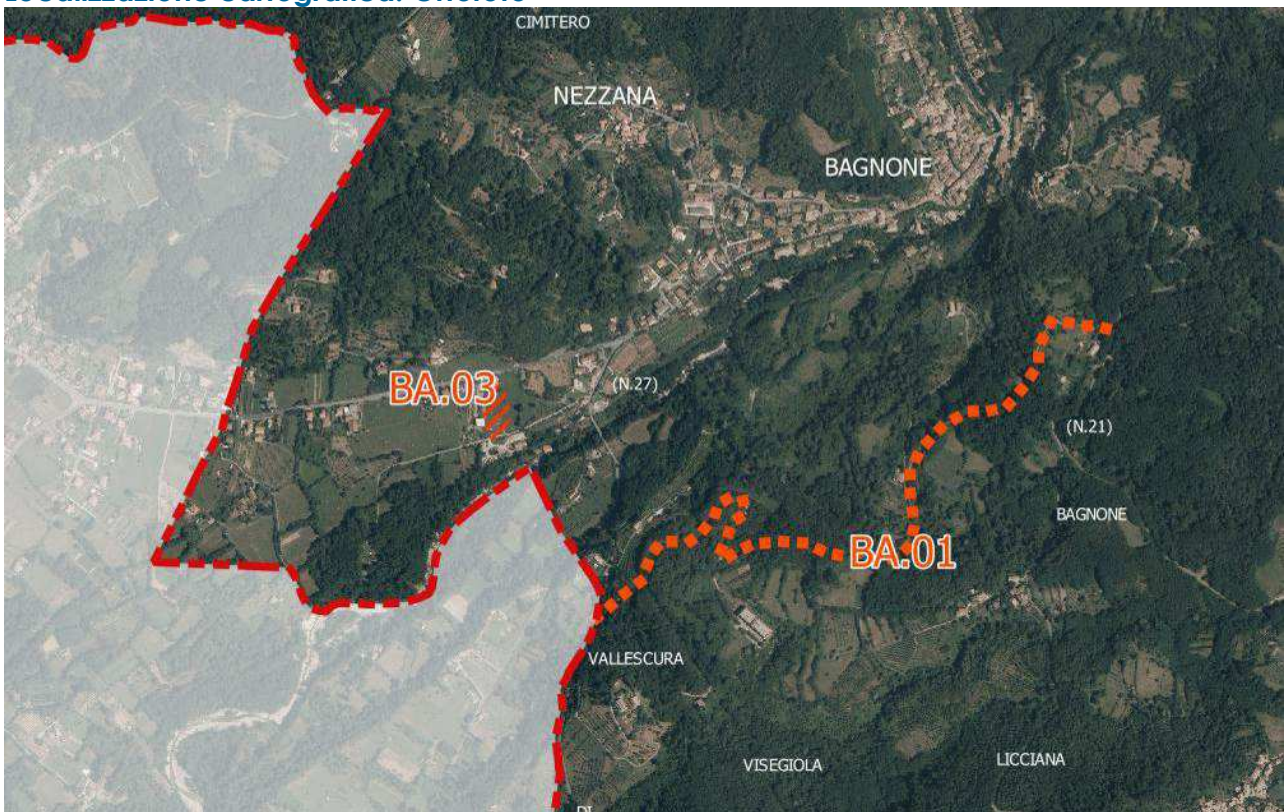 CIMITERO
NEZZANA
BAGNONE
BA.03
(N.27)
(N.21)
BAGNONE
BA.01
VALLESCURA
VISEGIOLA
LICCIANA